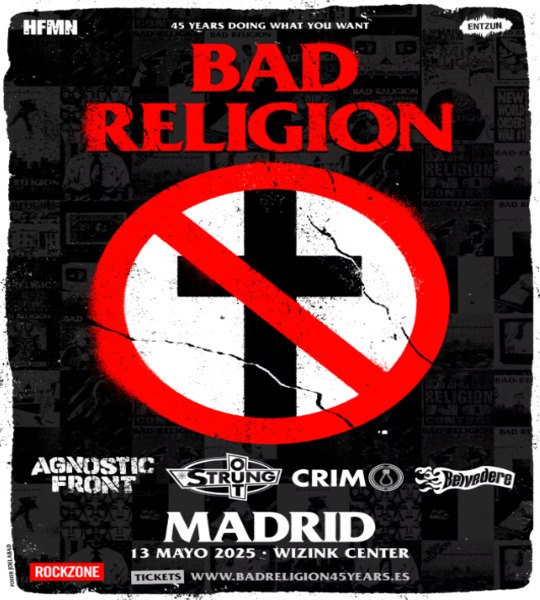 HFMN
45 YEARS DOING WHAT YOU WANT
ENTZUN
BAD
RELIGION
AGNOSTIC
FRONT
STRUNG
OUT
CRIM
Belvedere
MADRID
13 MAYO 2025 · WIZINK CENTER
ROCKZONE
TICKETS WWW.BADRELIGION45YEARS.ES